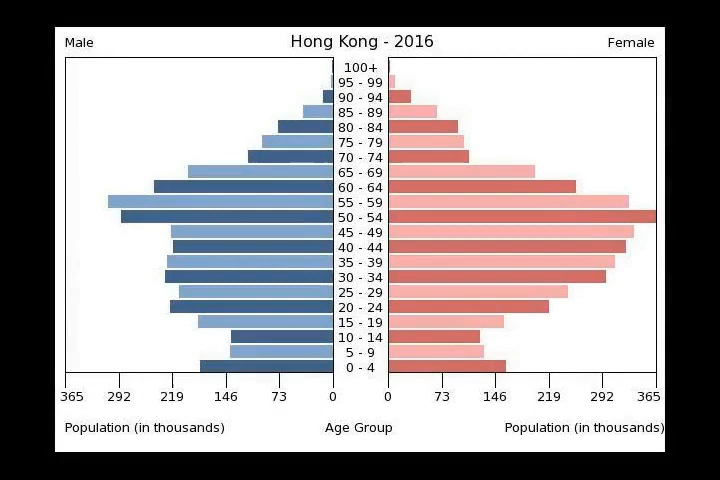 Hong Kong - 2016
Male
Female
100+
95 - 99
90 - 94
85 - 89
80 - 84
75 - 79
70 - 74
65 - 69
60 - 64
55 - 59
50 - 54
45 - 49
40 - 44
35 - 39
30 - 34
25 - 29
20 - 24
15 - 19
10 - 14
5 - 9
0 - 4
365 292 219 146 73 0 0 73 146 219 292 365
Population (in thousands) Age Group Population (in thousands)